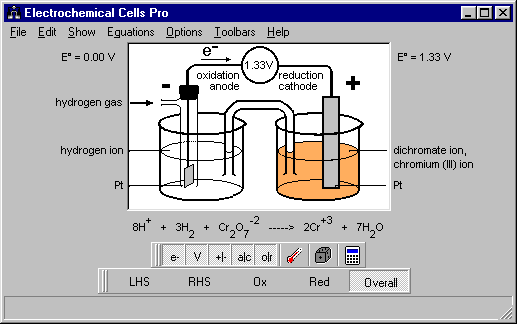 Electrochemical Cells Pro
File Edit Show Equations Options Toolbars Help
E° = 0.00 V
e⁻
1.33V
E° = 1.33 V
- oxidation anode
reduction cathode +
hydrogen gas
hydrogen ion
dichromate ion,
chromium (III) ion
Pt
Pt
8H⁺ + 3H₂ + Cr₂O₇⁻² -----> 2Cr⁺³ + 7H₂O
e- V +|- a|c o|r
LHS RHS Ox Red Overall